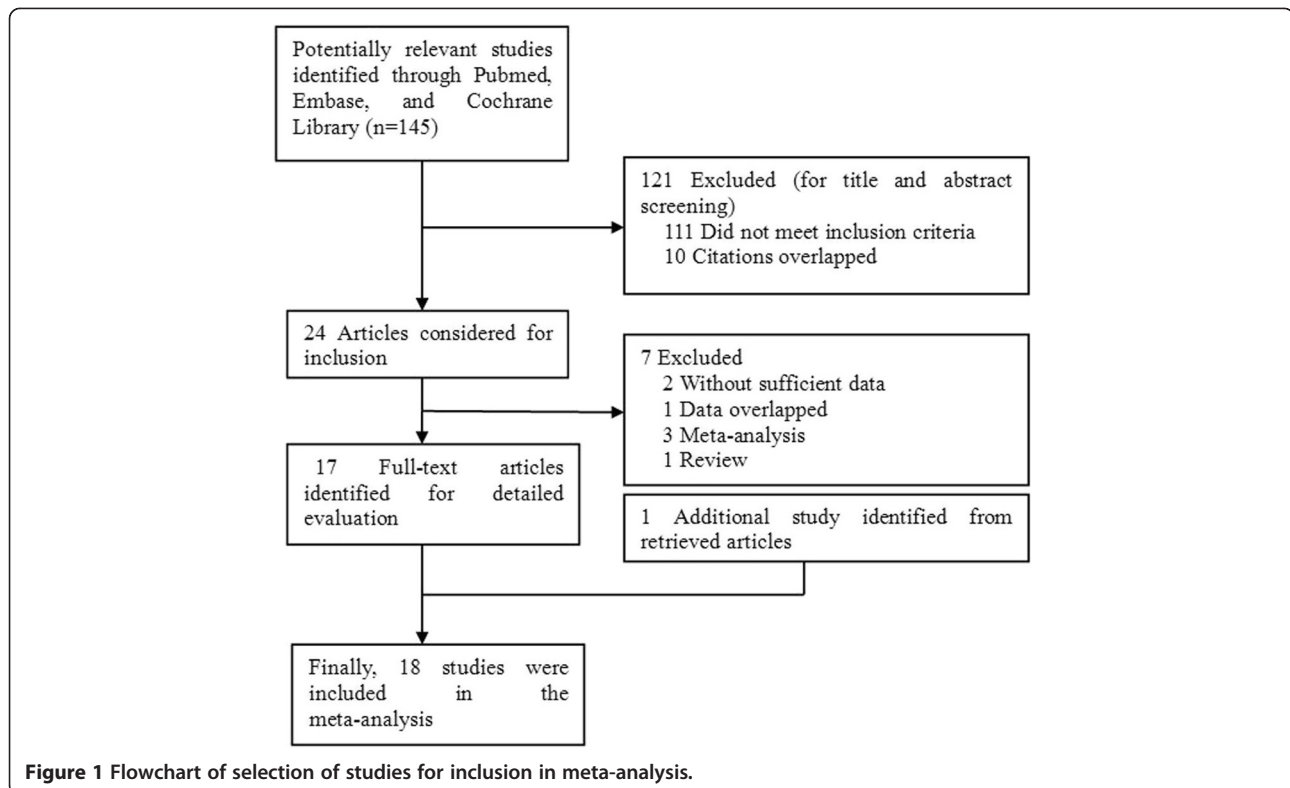 Potentially relevant studies
identified through Pubmed,
Embase, and Cochrane
Library (n=145)
121 Excluded (for title and abstract
screening)
111 Did not meet inclusion criteria
10 Citations overlapped
24 Articles considered for
inclusion
7 Excluded
2 Without sufficient data
1 Data overlapped
3 Meta-analysis
1 Review
17 Full-text articles
identified for detailed
evaluation
1 Additional study identified from
retrieved articles
Finally, 18 studies were
included in the
meta-analysis
Figure 1 Flowchart of selection of studies for inclusion in meta-analysis.